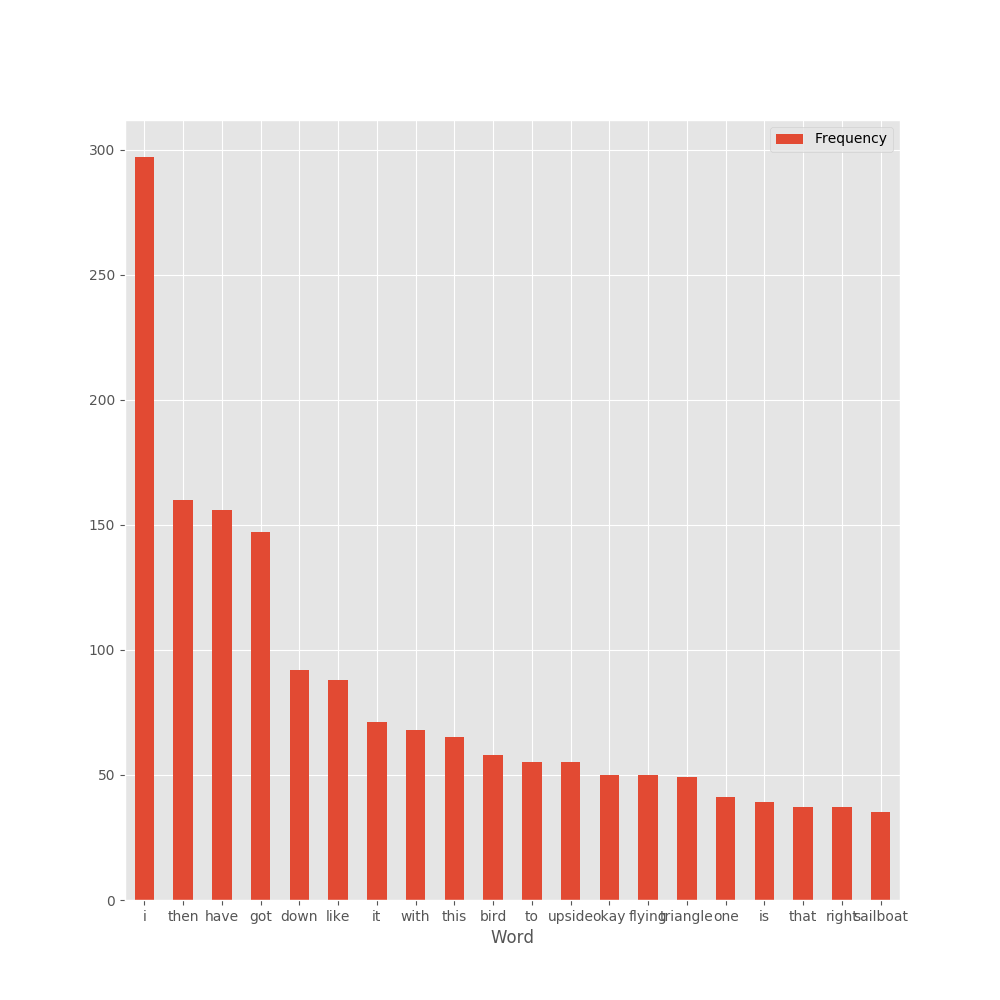 Frequency
300
250
200
150
100
50
0
i then have got down like it with this bird to upside okay flying triangle one is that right sailboat
Word